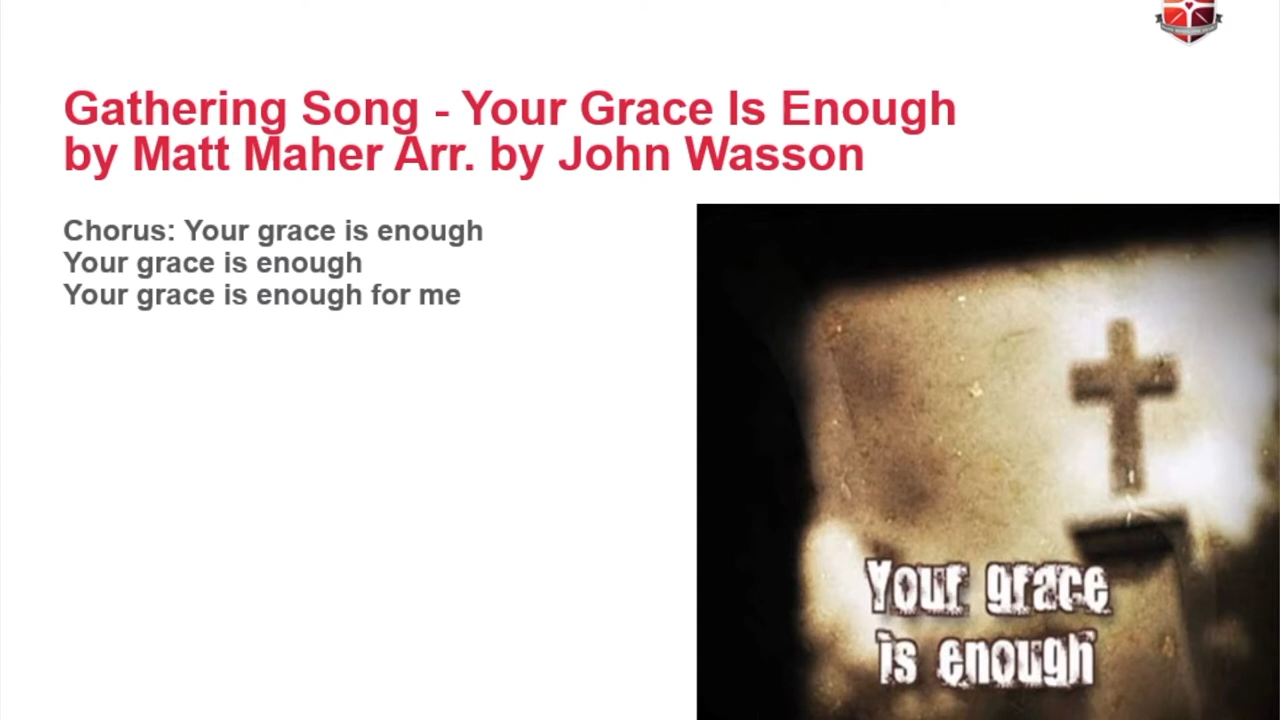 Gathering Song - Your Grace Is Enough
by Matt Maher Arr. by John Wasson
Chorus: Your grace is enough
Your grace is enough
Your grace is enough for me
Your grace
is enough